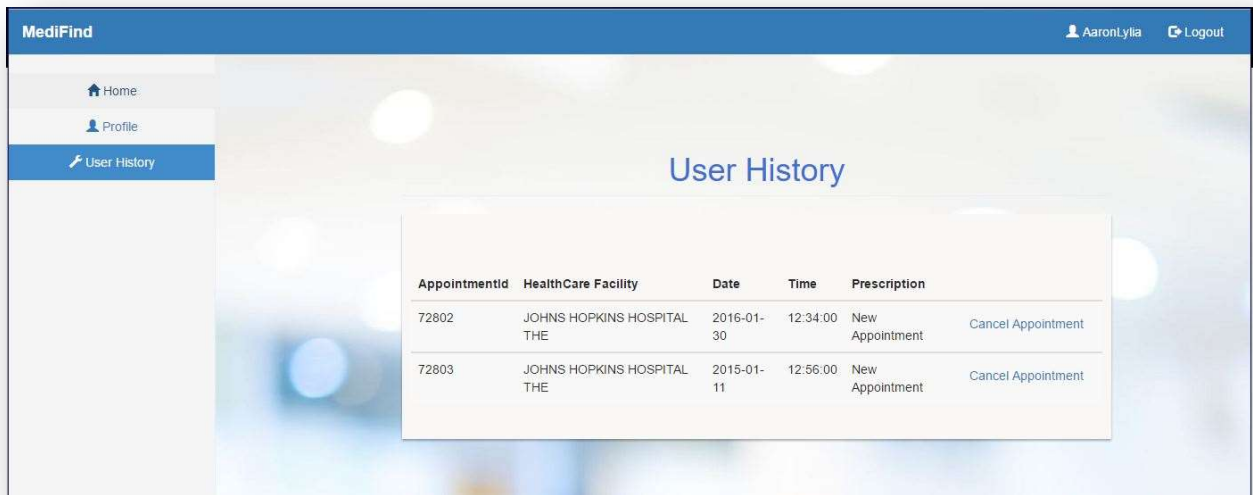 MediFind AaronLylia Logout
Home
Profile
User History
User History
AppointmentId HealthCare Facility Date Time Prescription
72802 JOHNS HOPKINS HOSPITAL 2016-01- 12:34:00 New Cancel Appointment
THE 30 Appointment
72803 JOHNS HOPKINS HOSPITAL 2015-01- 12:56:00 New Cancel Appointment
THE 11 Appointment